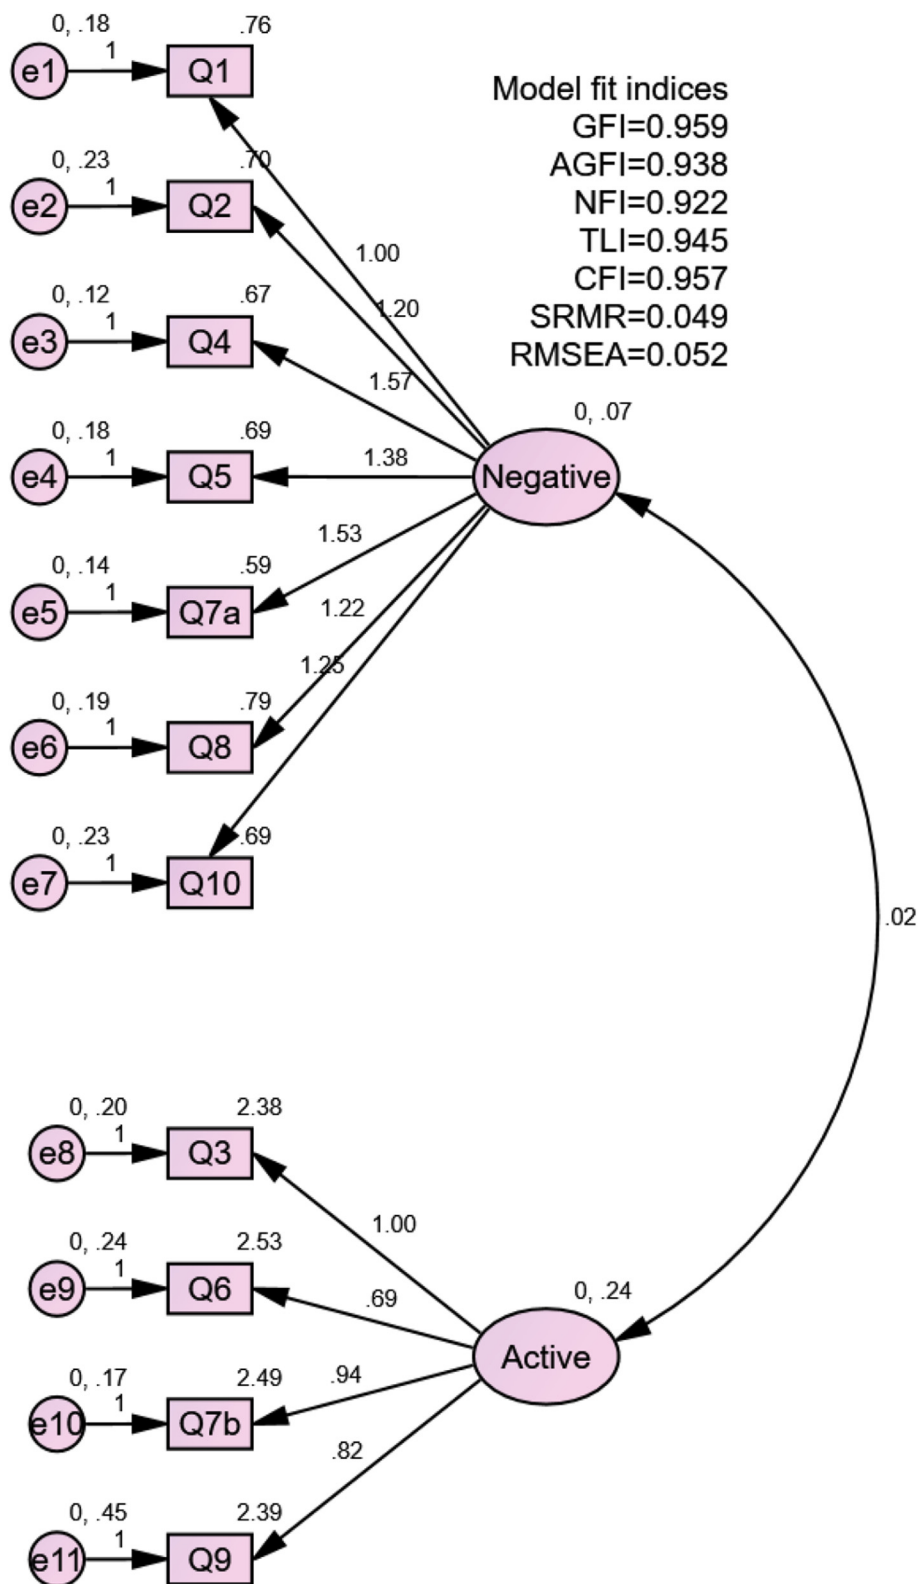 0, .18
1
e1
.76
Q1
Model fit indices
GFI=0.959
AGFI=0.938
NFI=0.922
TLI=0.945
CFI=0.957
SRMR=0.049
RMSEA=0.052
0, .23
1
e2
.70
Q2
1.00
1.20
0, .12
1
e3
.67
Q4
1.57
0, .07
Negative
0, .18
1
e4
.69
Q5
1.38
0, .14
1
e5
.59
Q7a
1.53
1.22
1.25
0, .19
1
e6
.79
Q8
0, .23
1
e7
.69
Q10
.02
0, .20
1
e8
2.38
Q3
1.00
0, .24
1
e9
2.53
Q6
.69
0, .24
Active
0, .17
1
e10
2.49
Q7b
.94
.82
0, .45
1
e11
2.39
Q9